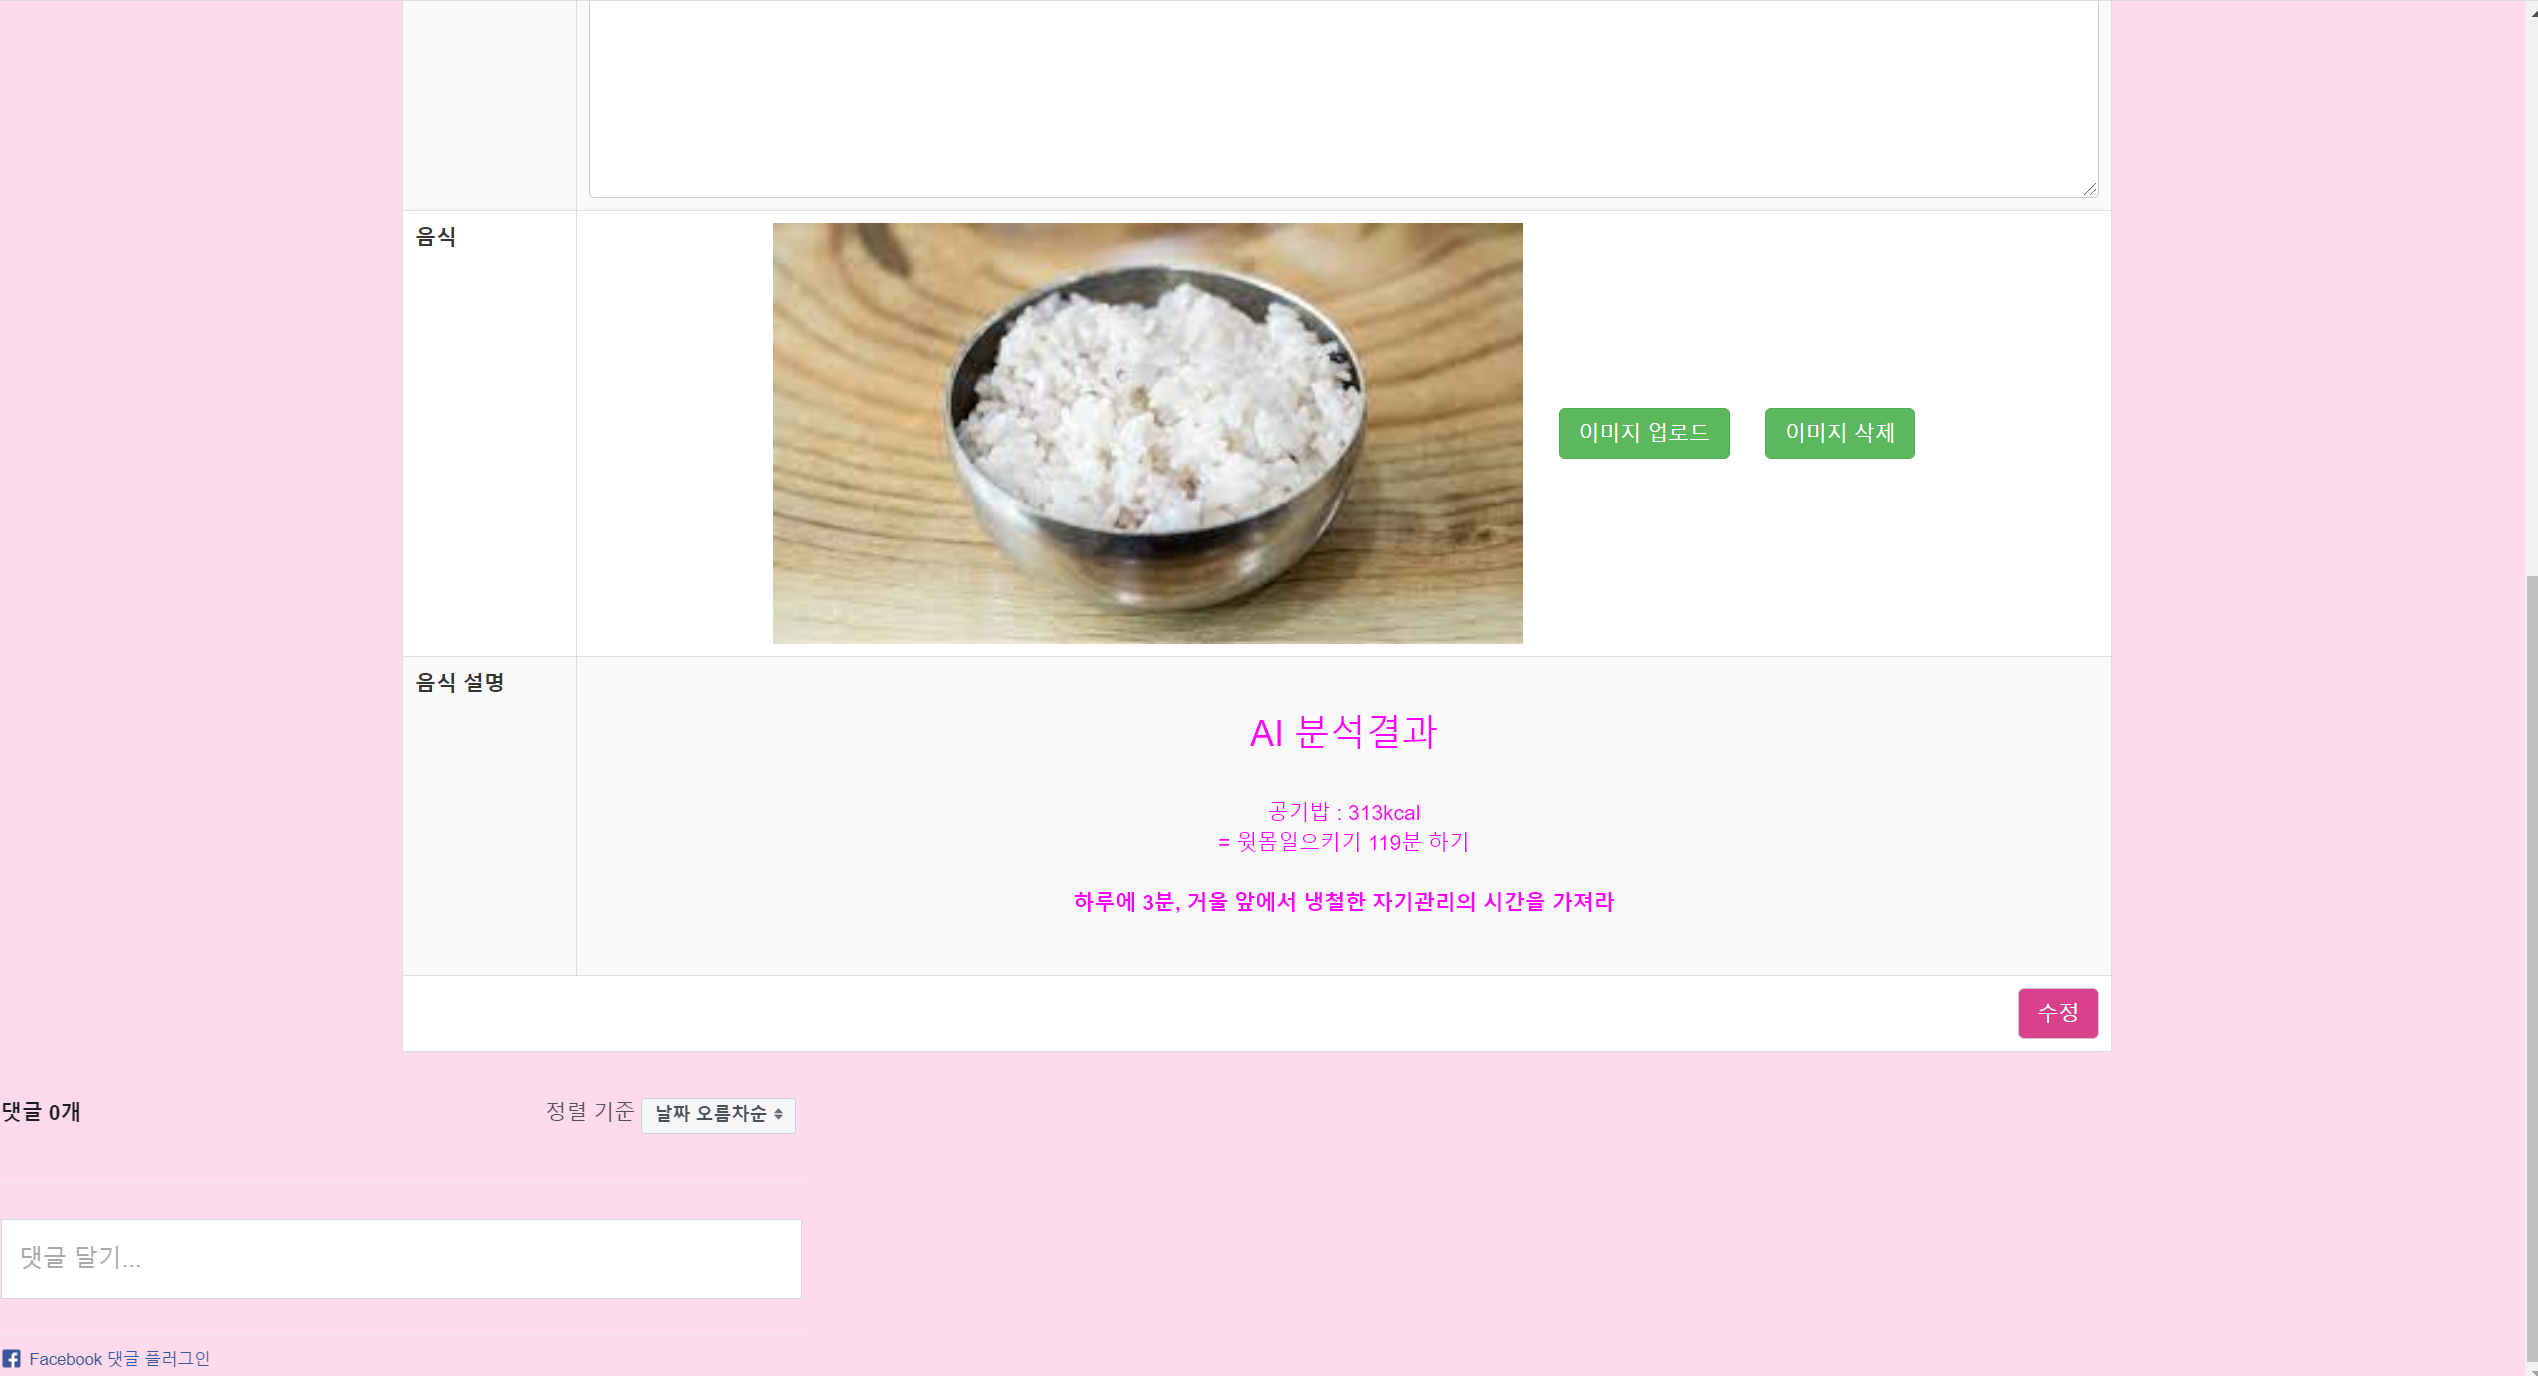 음식
이미지 업로드
이미지 삭제
음식 설명
AI 분석결과
공기밥 : 313kcal
= 윗몸일으키기 119분 하기
하루에 3분, 거울 앞에서 냉철한 자기관리의 시간을 가져라
수정
댓글 0개
정렬 기준 날짜 오름차순
댓글 달기...
Facebook 댓글 플러그인